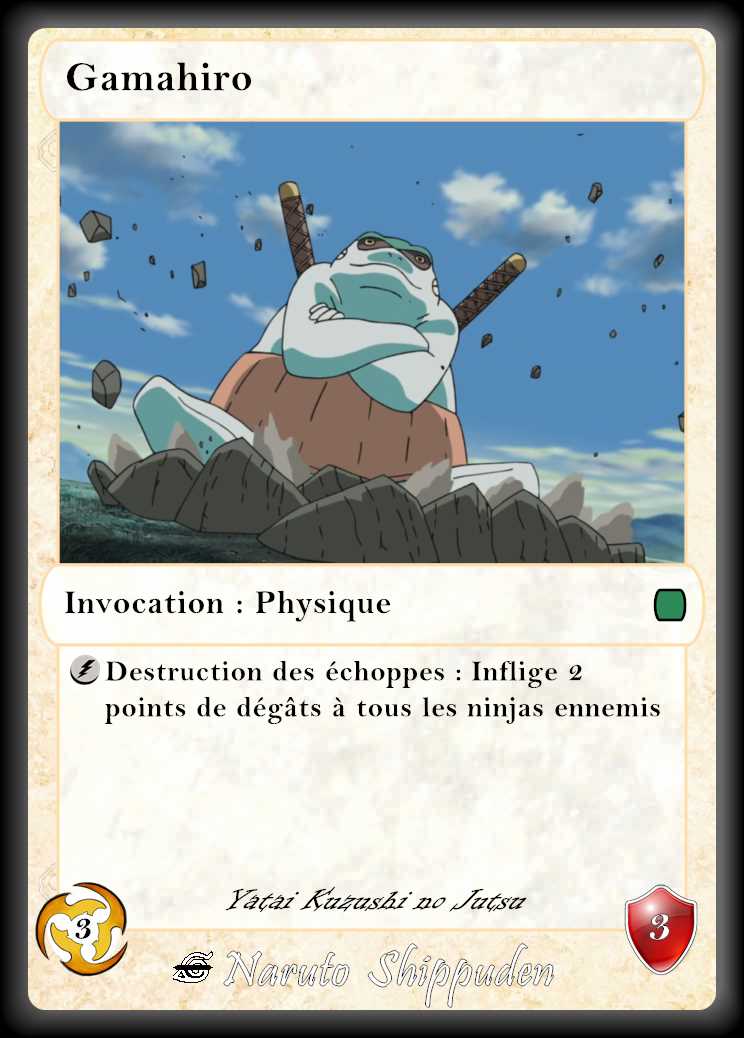 Gamahiro
Invocation : Physique
Destruction des échoppes : Inflige 2
points de dégâts à tous les ninjas ennemis
Yatai Kuzushi no Jutsu
3
3
Naruto Shippuden